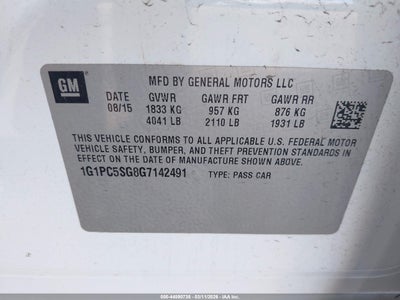 GM
MFD BY GENERAL MOTORS LLC
DATE GVWR GAWR FRT GAWR RR
08/15 1833 KG 957 KG 876 KG
4041 LB 2110 LB 1931 LB
THIS VEHICLE CONFORMS TO ALL APPLICABLE U.S. FEDERAL MOTOR
VEHICLE SAFETY, BUMPER, AND THEFT PREVENTION STANDARDS IN
EFFECT ON THE DATE OF MANUFACTURE SHOWN ABOVE.
1G1PC5SG8G7142491 TYPE: PASS CAR